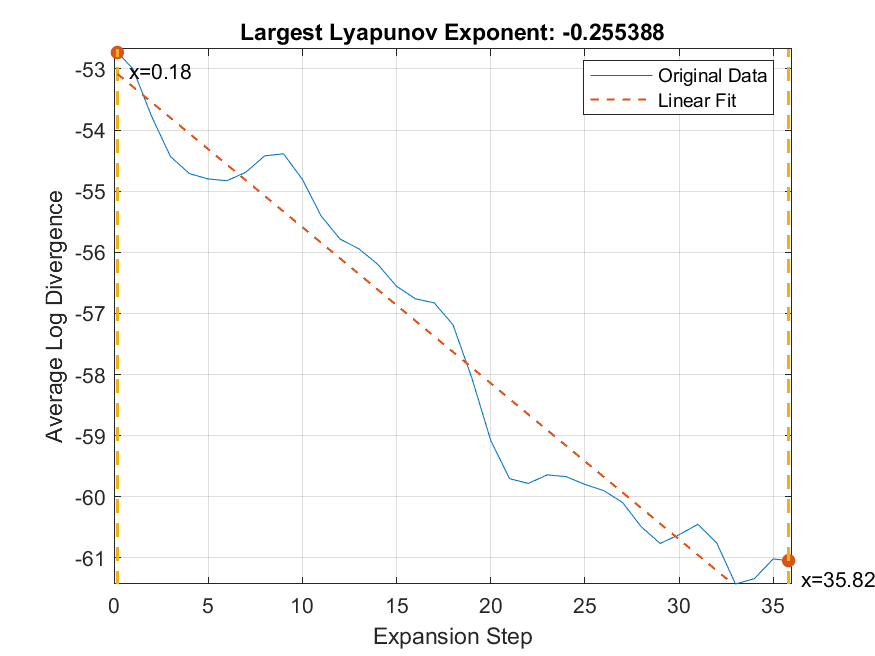 Largest Lyapunov Exponent: -0.255388
x=0.18
Original Data
Linear Fit
-53
-54
-55
-56
-57
-58
-59
-60
-61
Average Log Divergence
x=35.82
0 5 10 15 20 25 30 35
Expansion Step